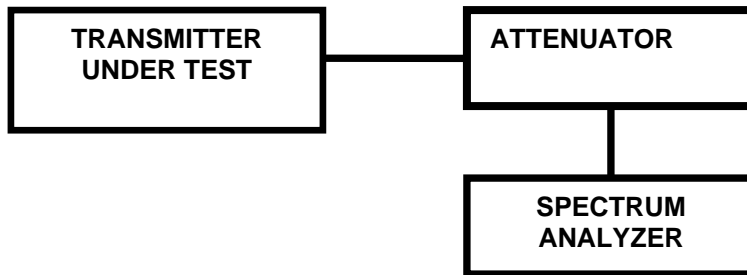 TRANSMITTER
UNDER TEST
ATTENUATOR
SPECTRUM
ANALYZER